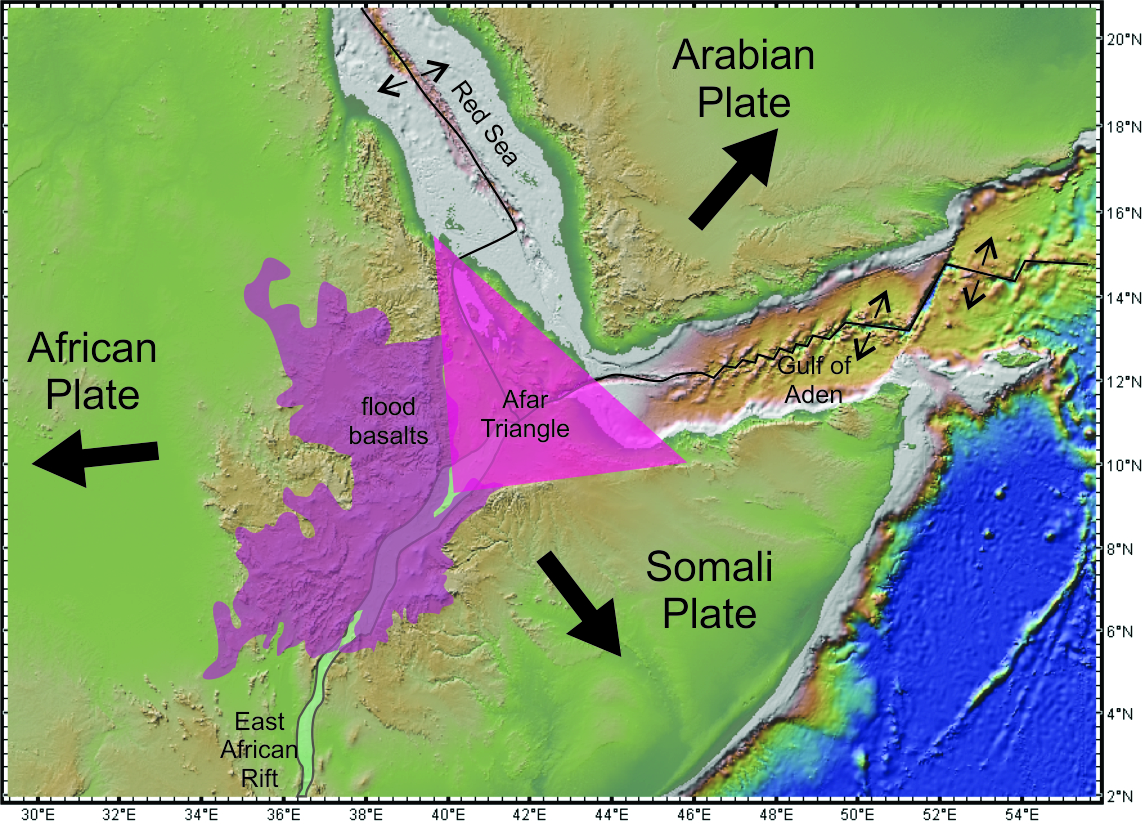 Arabian
Plate
Red Sea
African
Plate
flood
basalts
Afar
Triangle
Gulf of
Aden
Somali
Plate
East
African
Rift
20°N
18°N
16°N
14°N
12°N
10°N
8°N
6°N
4°N
2°N
30°E
32°E
34°E
36°E
38°E
40°E
42°E
44°E
46°E
48°E
50°E
52°E
54°E